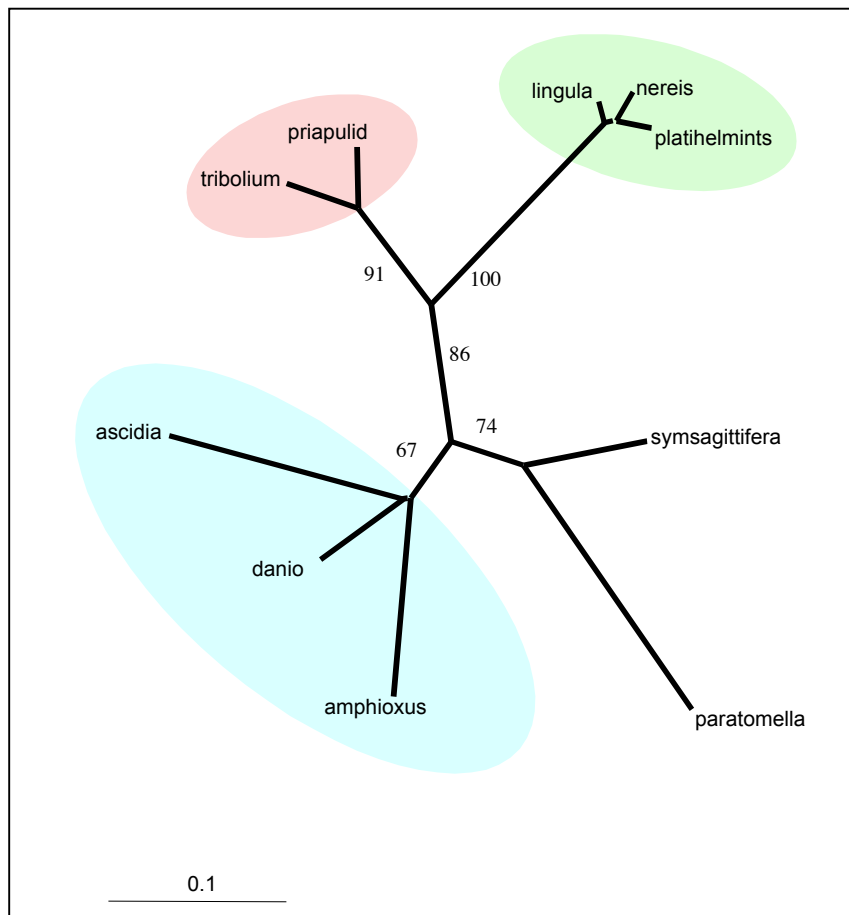 lingula
nereis
platihelmints
priapulid
tribolium
91
100
86
74
67
ascidia
symsagittifera
danio
amphioxus
paratomella
0.1